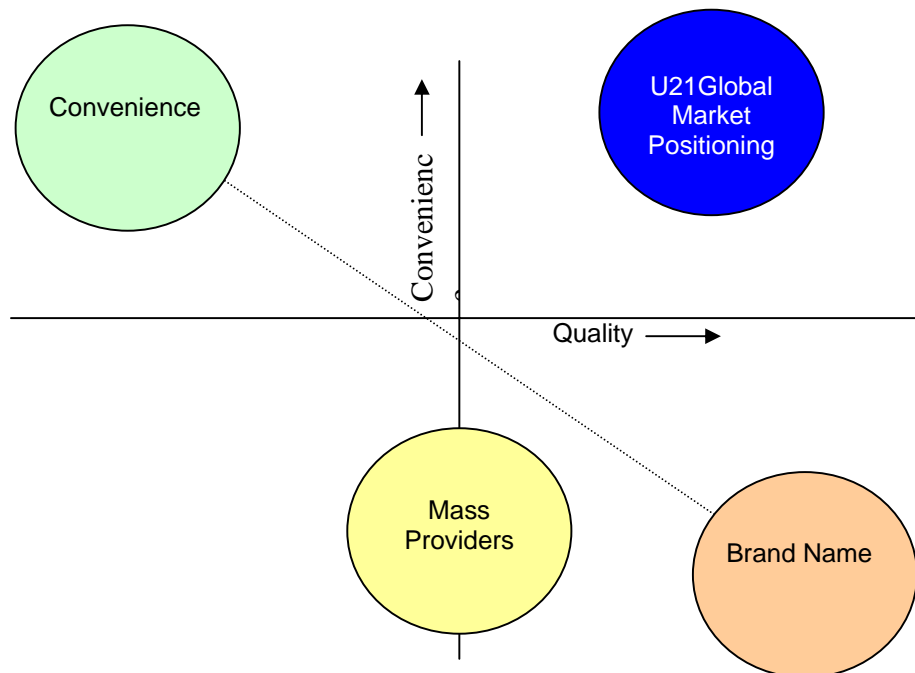 Convenience
U21Global
Market
Positioning
Convenienc
Quality
Mass
Providers
Brand Name